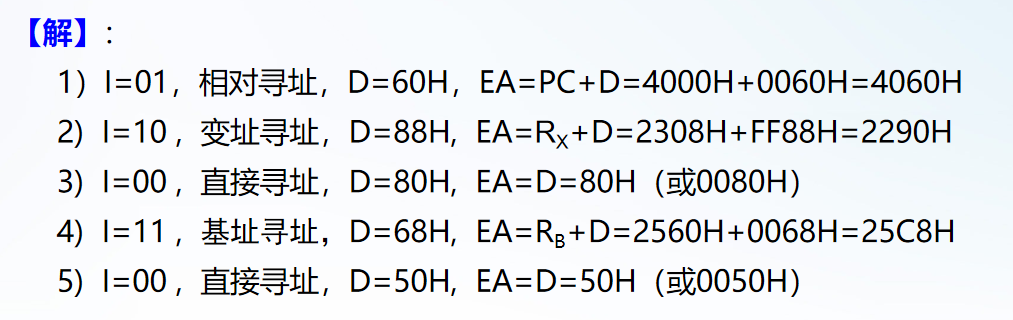 【解】：
1) I=01，相对寻址，D=60H，EA=PC+D=4000H+0060H=4060H
2) I=10，变址寻址，D=88H，EA=RX+D=2308H+FF88H=2290H
3) I=00，直接寻址，D=80H，EA=D=80H（或0080H）
4) I=11，基址寻址，D=68H，EA=RB+D=2560H+0068H=25C8H
5) I=00，直接寻址，D=50H，EA=D=50H（或0050H）